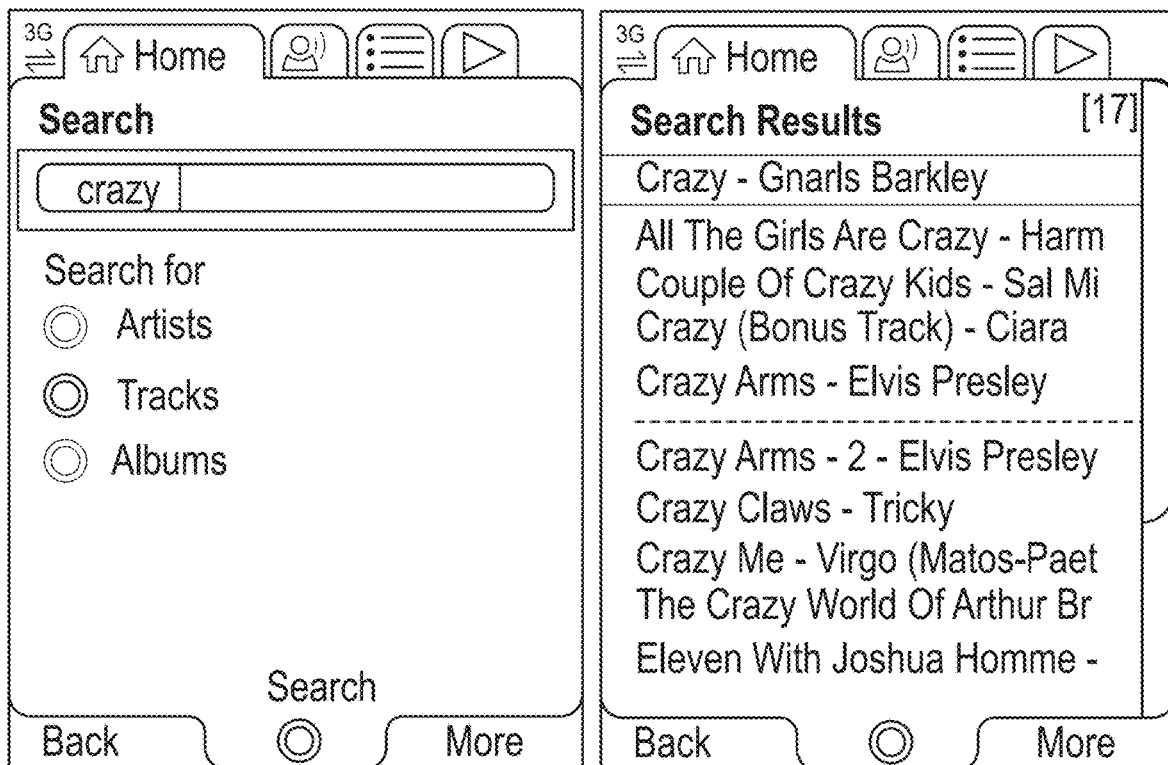 3G
Home
Search
crazy
Search for
Artists
Tracks
Albums
Search
Back
More
3G
Home
Search Results [17]
Crazy - Gnarls Barkley
All The Girls Are Crazy - Harm
Couple Of Crazy Kids - Sal Mi
Crazy (Bonus Track) - Ciara
Crazy Arms - Elvis Presley
Crazy Arms - 2 - Elvis Presley
Crazy Claws - Tricky
Crazy Me - Virgo (Matos-Paet
The Crazy World Of Arthur Br
Eleven With Joshua Homme -
Back
More